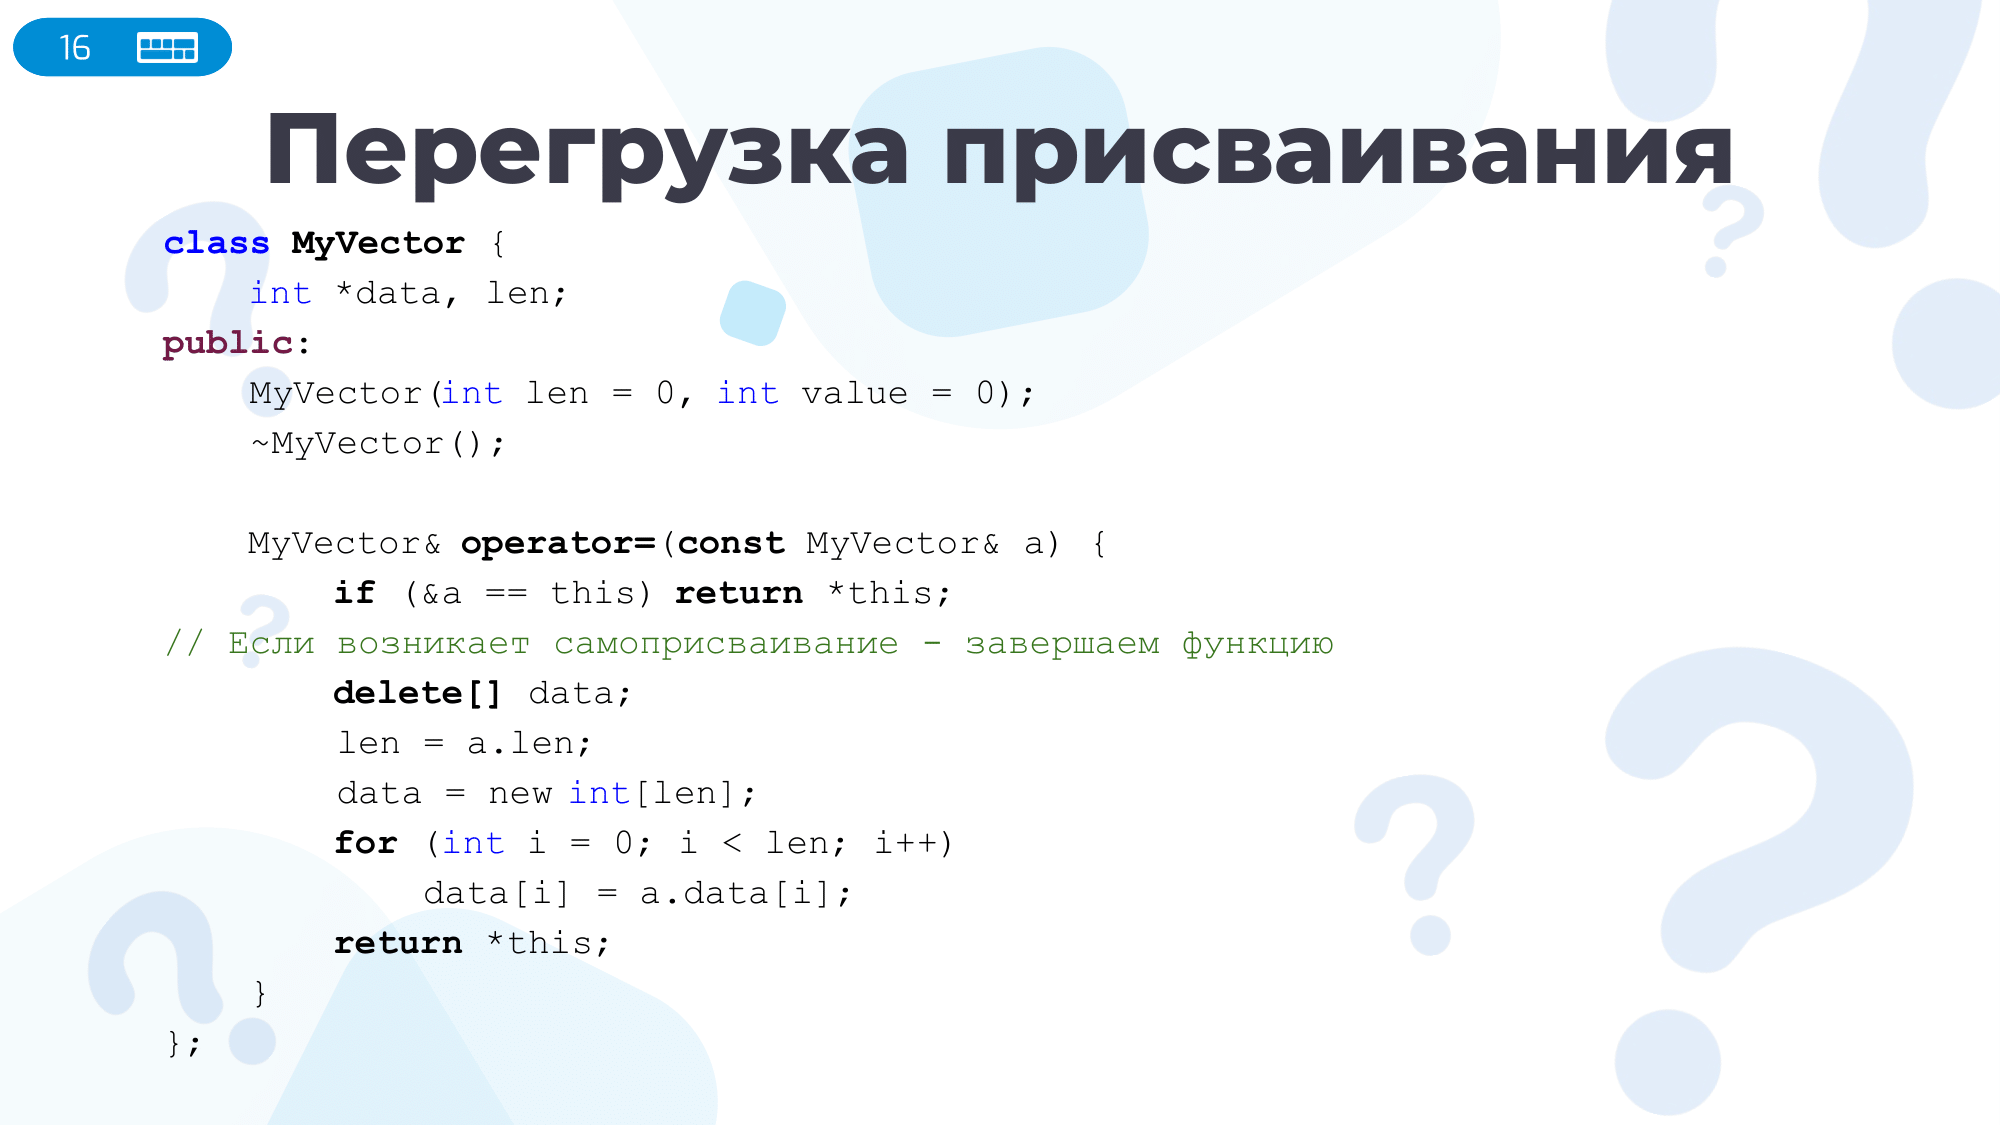 16
Перегрузка присваивания
class MyVector {
    int *data, len;
public:
    MyVector(int len = 0, int value = 0);
    ~MyVector();
    MyVector& operator=(const MyVector& a) {
        if (&a == this) return *this;
// Если возникает самоприсваивание - завершаем функцию
        delete[] data;
        len = a.len;
        data = new int[len];
        for (int i = 0; i < len; i++)
            data[i] = a.data[i];
        return *this;
    }
};